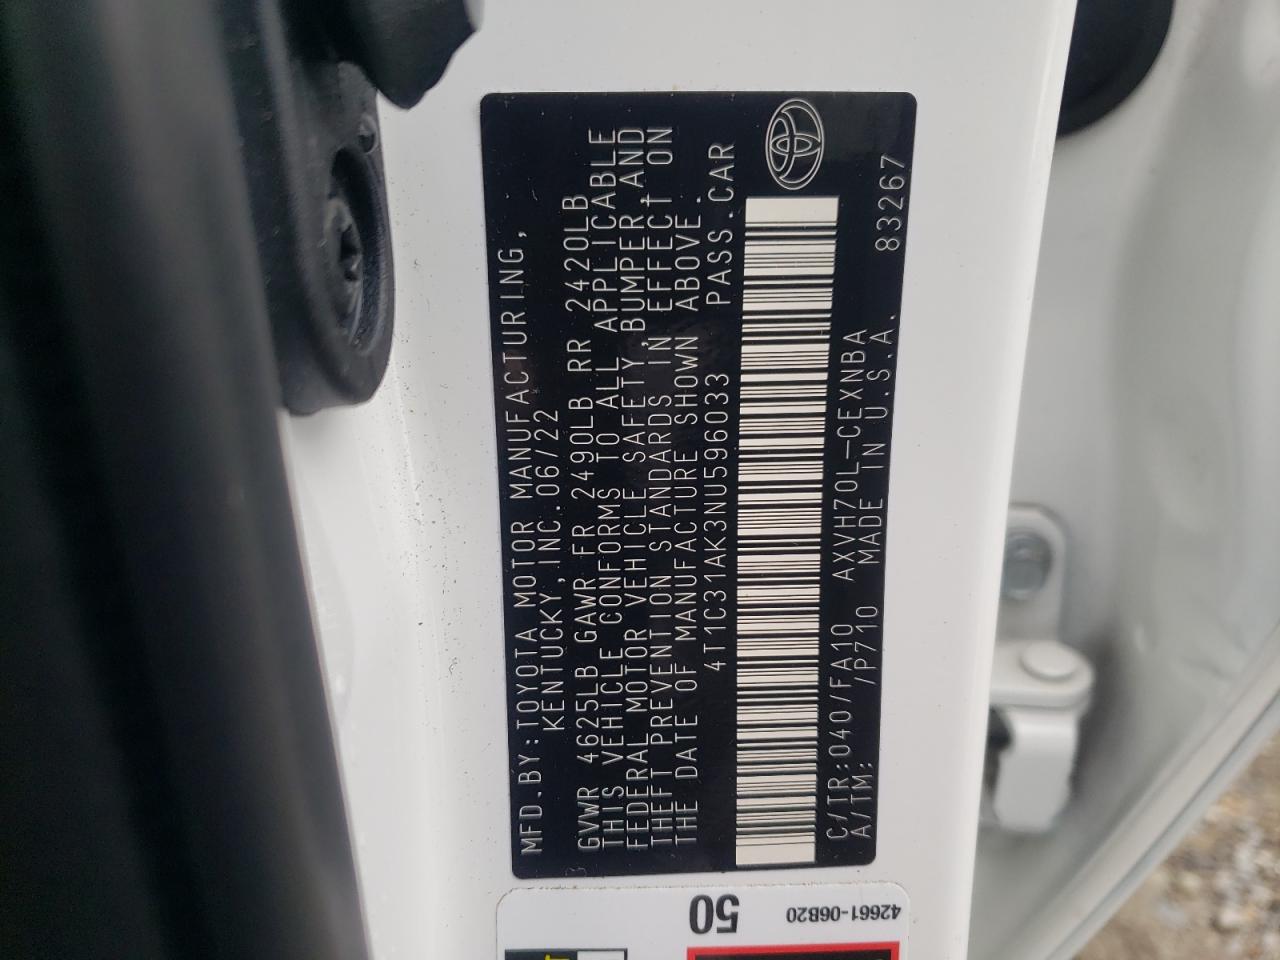 MFD.BY:TOYOTA MOTOR MANUFACTURING,
KENTUCKY,INC.06/22
GVWR 4625LB GAWR FR 2490LB RR 2420LB
THIS VEHICLE CONFORMS TO ALL APPLICABLE
FEDERAL MOTOR VEHICLE SAFETY,BUMPER,AND
THEFT PREVENTION STANDARDS IN EFFECT ON
THE DATE OF MANUFACTURE SHOWN ABOVE.
4T1C31AK3NU596033 PASS.CAR
C/TR:040/FA10 AXVH70L-CEXNBA
A/TM: /P710 MADE IN U.S.A. 83267
50
42661-06B20